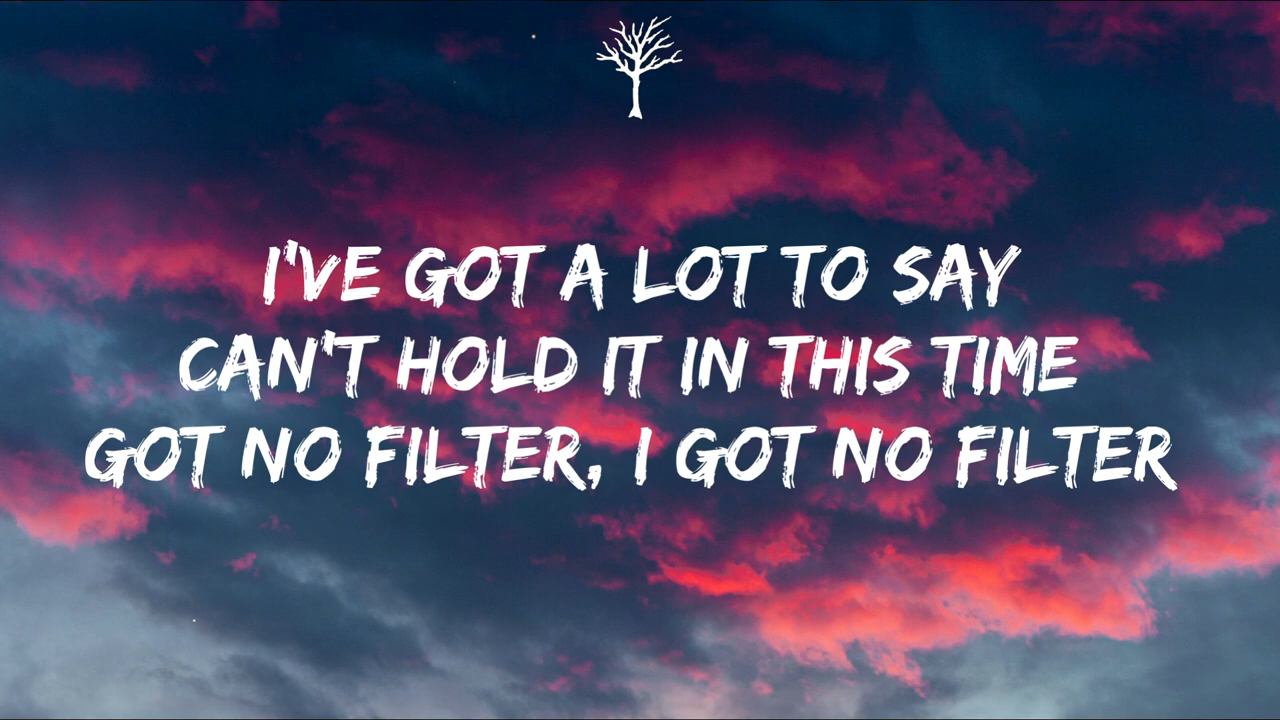 I'VE GOT A LOT TO SAY
CAN'T HOLD IT IN THIS TIME
GOT NO FILTER, I GOT NO FILTER